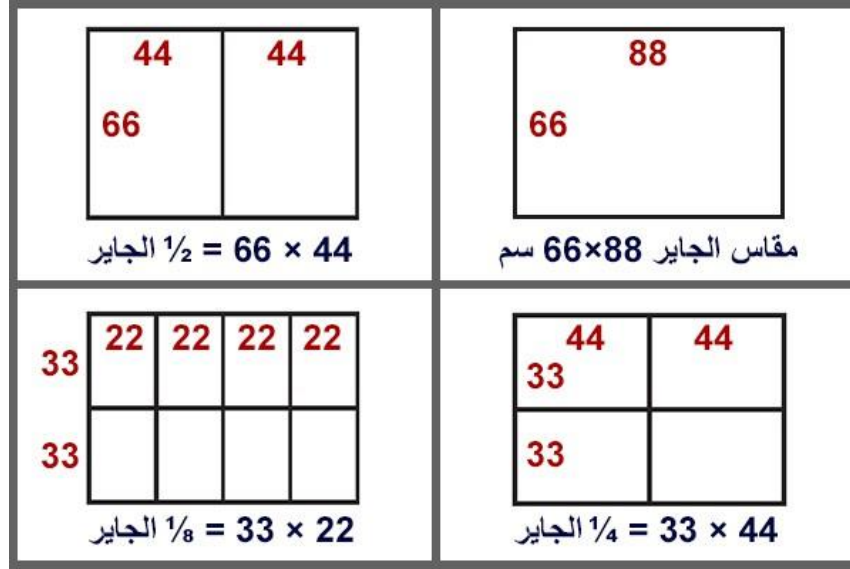 88
66
مقاس الجاير 88×66 سم
44 44
66
44 × 66 = ½ الجاير
44 44
33
33
44 × 33 = ¼ الجاير
22 22 22 22
33
33
22 × 33 = ⅛ الجاير